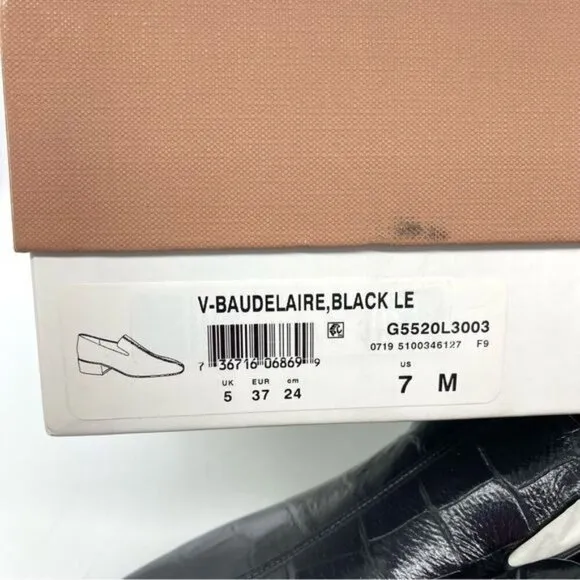 V-BAUDELAIRE,BLACK LE
G5520L3003
7 36716 06869 9
0719 5100346127 F9
UK EUR cm US
5 37 24 7 M